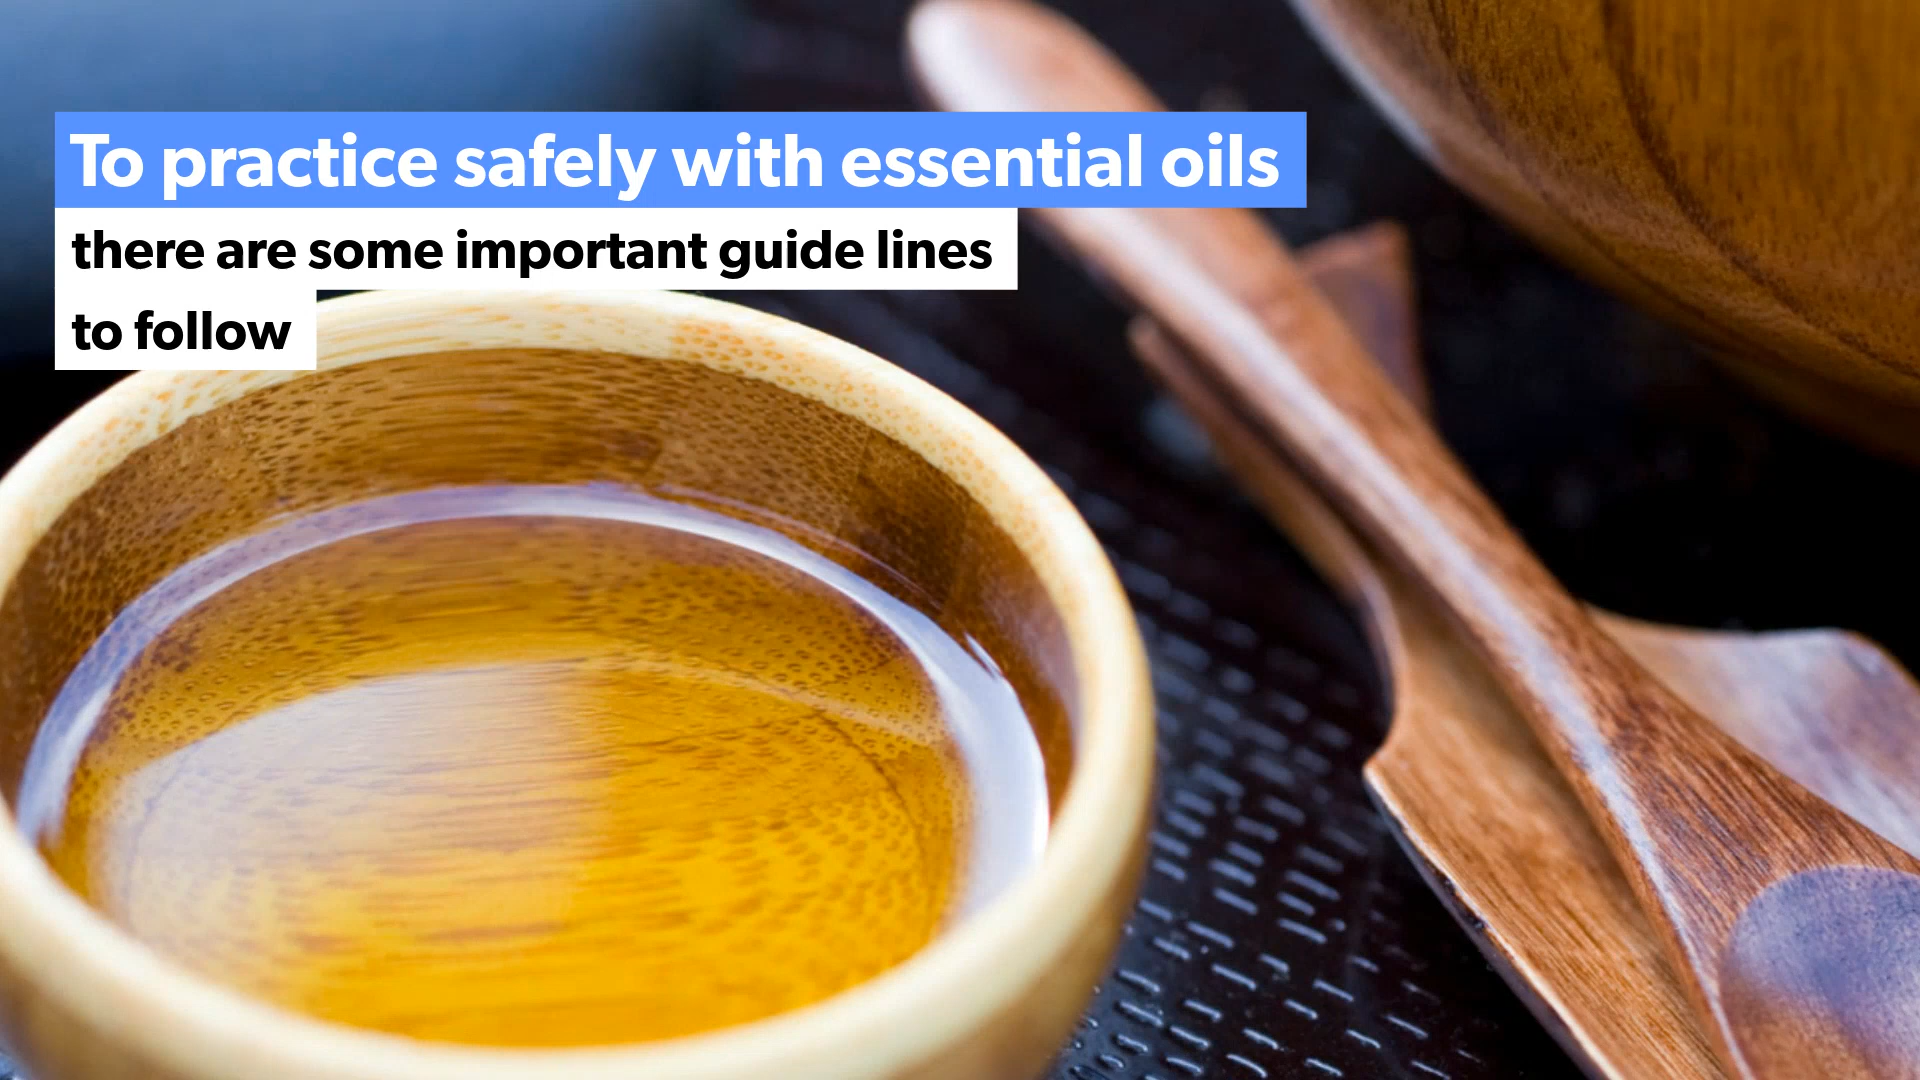 To practice safely with essential oils
there are some important guide lines
to follow